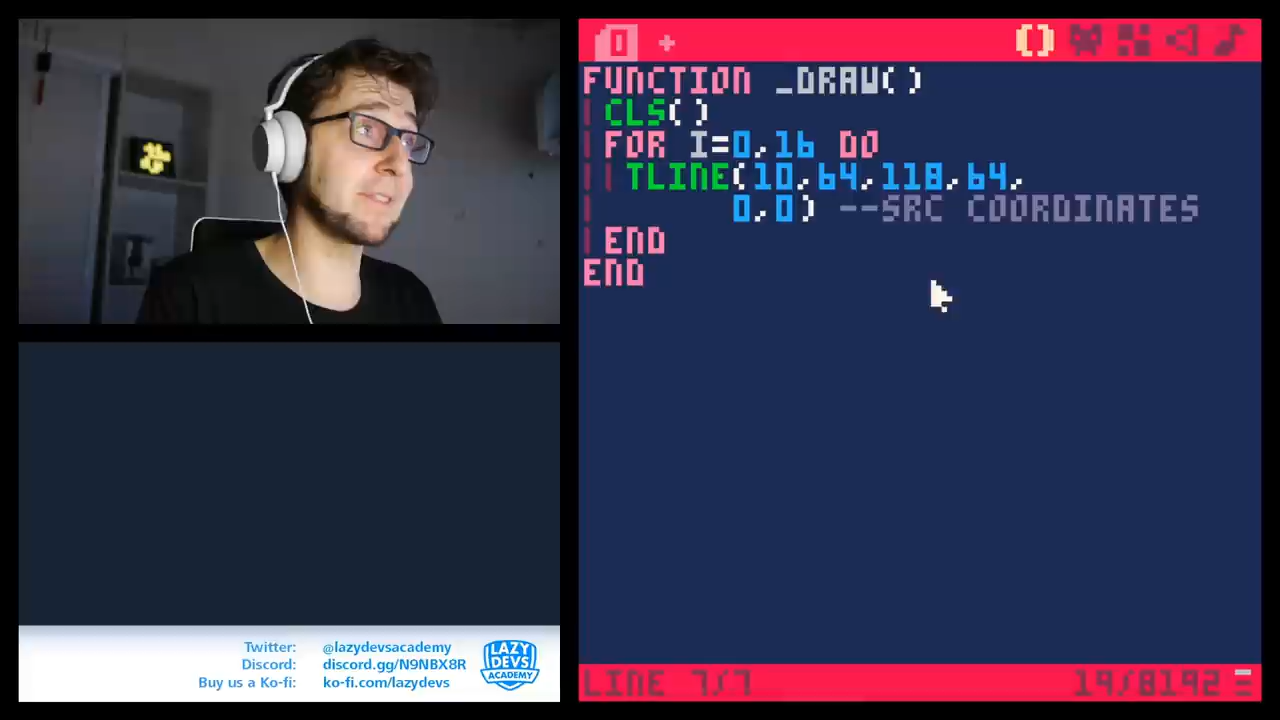 0 +
FUNCTION _DRAW()
CLS()
FOR I=0,16 DO
TLINE(10,64,118,64,
0,0) --SRC COORDINATES
END
END
LINE 7/7 19/8192
Twitter: @lazydevsacademy
Discord: discord.gg/N9NBX8R
Buy us a Ko-fi: ko-fi.com/lazydevs
LAZY
DEVS
ACADEMY